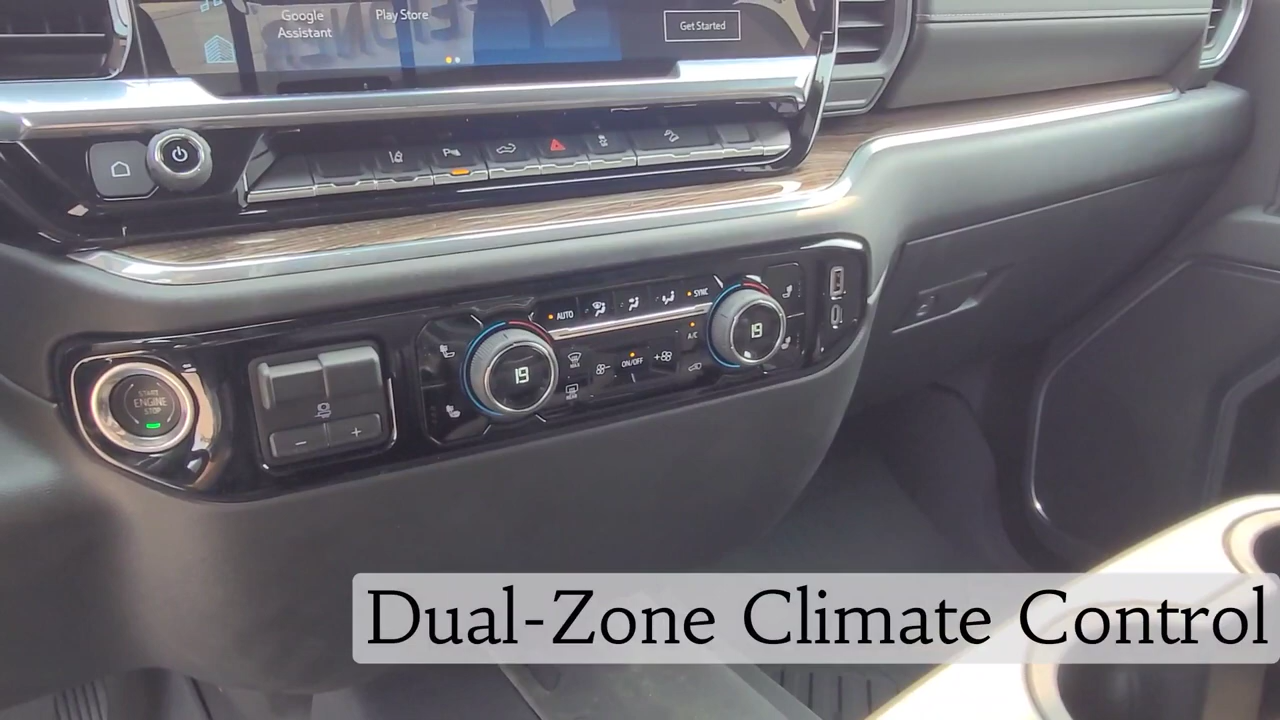 Google
Assistant
Play Store
Get Started
AUTO
SYNC
A/C
19
19
MAX
ON/OFF
REAR
START
ENGINE
STOP
- +
Dual-Zone Climate Control